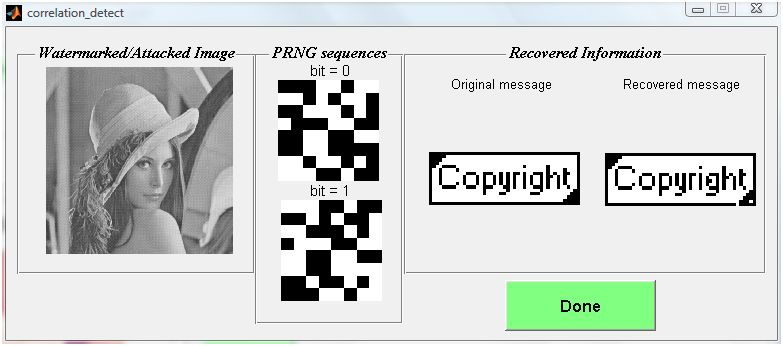 correlation_detect
Watermarked/Attacked Image
PRNG sequences
bit = 0
bit = 1
Recovered Information
Original message
Recovered message
Copyright
Copyright
Done